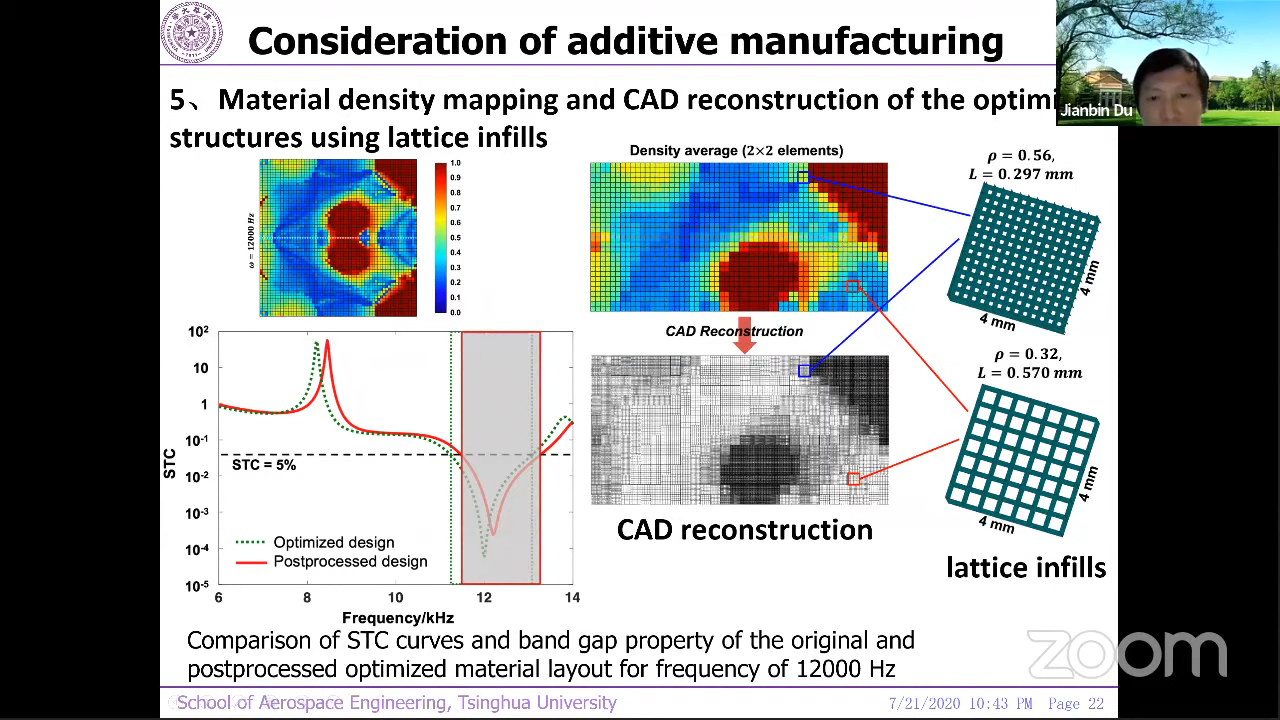 Consideration of additive manufacturing
5、 Material density mapping and CAD reconstruction of the optimi
structures using lattice infills
Jianbin Du
ω = 12000 Hz
1.0
0.9
0.8
0.7
0.6
0.5
0.4
0.3
0.2
0.1
0.0
Density average (2×2 elements)
CAD Reconstruction
CAD reconstruction
ρ = 0.56,
L = 0.297 mm
4 mm
4 mm
ρ = 0.32,
L = 0.570 mm
4 mm
4 mm
lattice infills
10²
10
1
10⁻¹
10⁻²
10⁻³
10⁻⁴
10⁻⁵
STC
STC = 5%
Optimized design
Postprocessed design
6 8 10 12 14
Frequency/kHz
Comparison of STC curves and band gap property of the original and
postprocessed optimized material layout for frequency of 12000 Hz
zoom
School of Aerospace Engineering, Tsinghua University
7/21/2020 10:43 PM Page 22